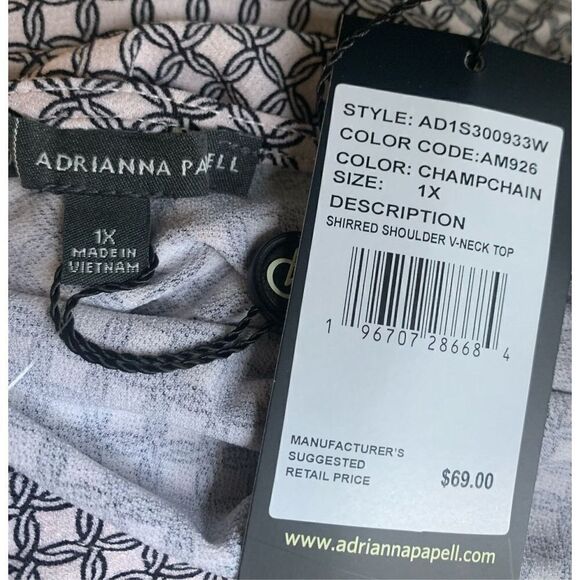 ADRIANNA PAPELL
1X
MADE IN
VIETNAM
STYLE: AD1S300933W
COLOR CODE:AM926
COLOR: CHAMPCHAIN
SIZE: 1X
DESCRIPTION
SHIRRED SHOULDER V-NECK TOP
1 96707 28668 4
MANUFACTURER'S
SUGGESTED
RETAIL PRICE $69.00
www.adriannapapell.com